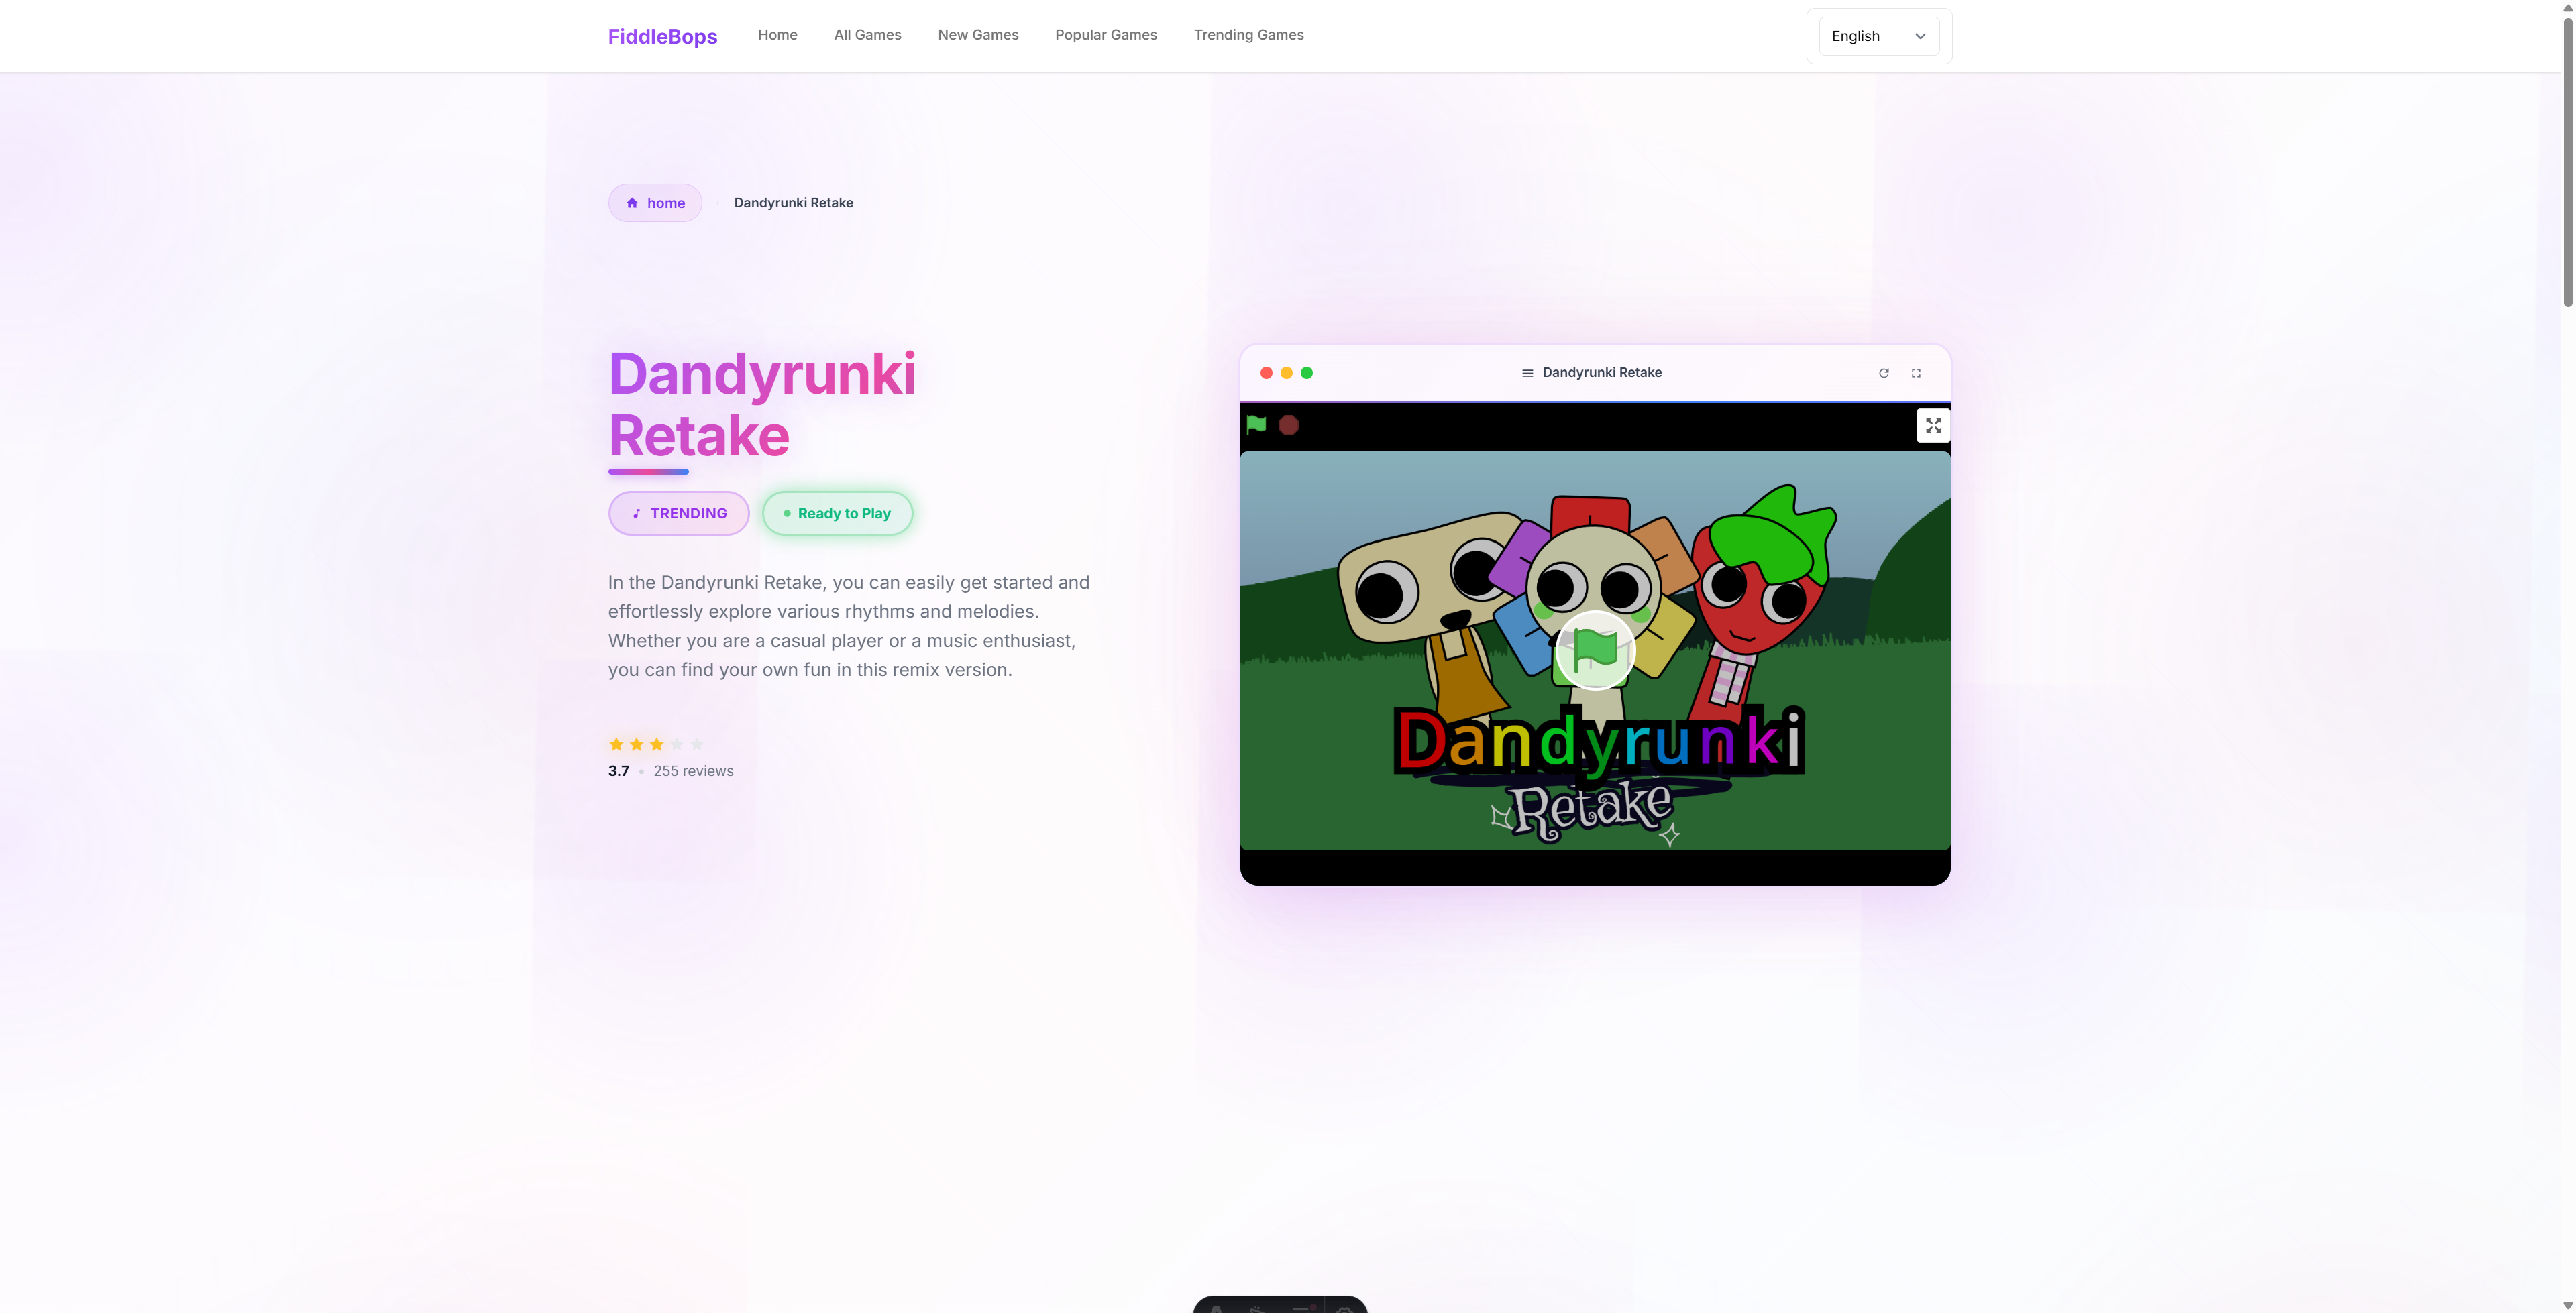 FiddleBops
Home
All Games
New Games
Popular Games
Trending Games
English
home
Dandyrunki Retake
Dandyrunki
Retake
TRENDING
Ready to Play
In the Dandyrunki Retake, you can easily get started and
effortlessly explore various rhythms and melodies.
Whether you are a casual player or a music enthusiast,
you can find your own fun in this remix version.
3.7
255 reviews
Dandyrunki Retake
Dandyrunki
Retake